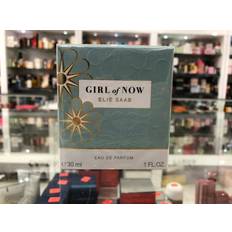 GIRL of NOW
ELIE SAAB
EAU DE PARFUM
30 ml
1 FL.OZ